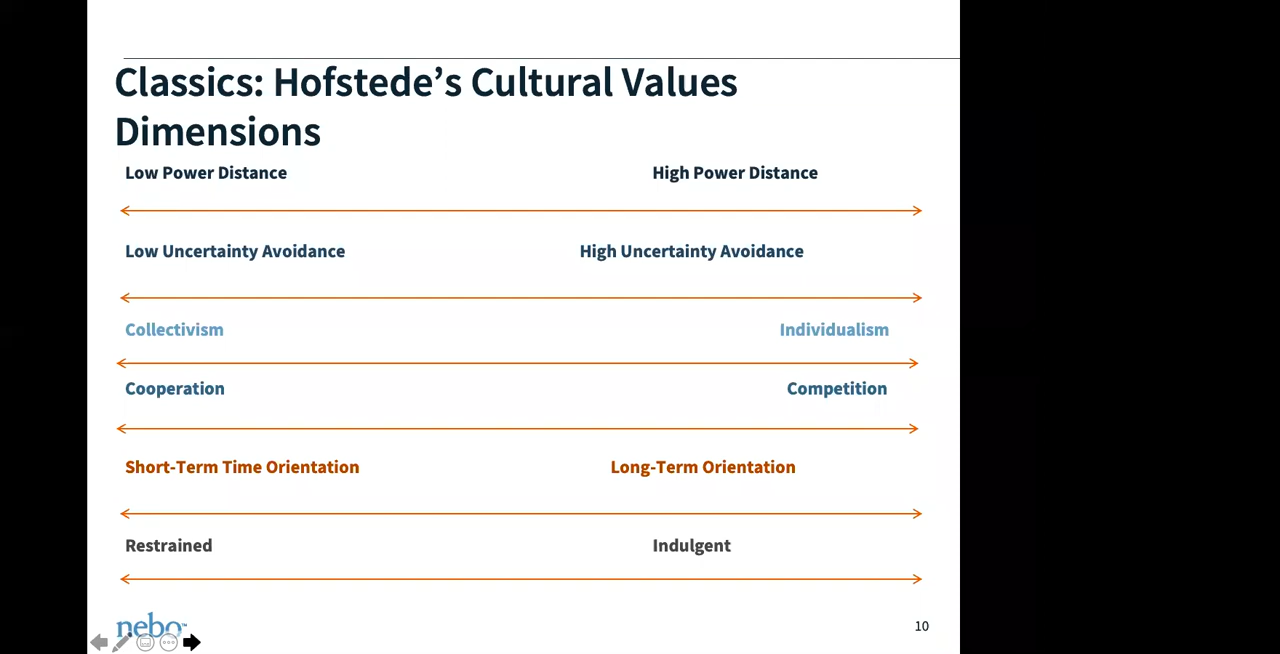 Classics: Hofstede’s Cultural Values
Dimensions
Low Power Distance High Power Distance
Low Uncertainty Avoidance High Uncertainty Avoidance
Collectivism Individualism
Cooperation Competition
Short-Term Time Orientation Long-Term Orientation
Restrained Indulgent
nebo™ 10